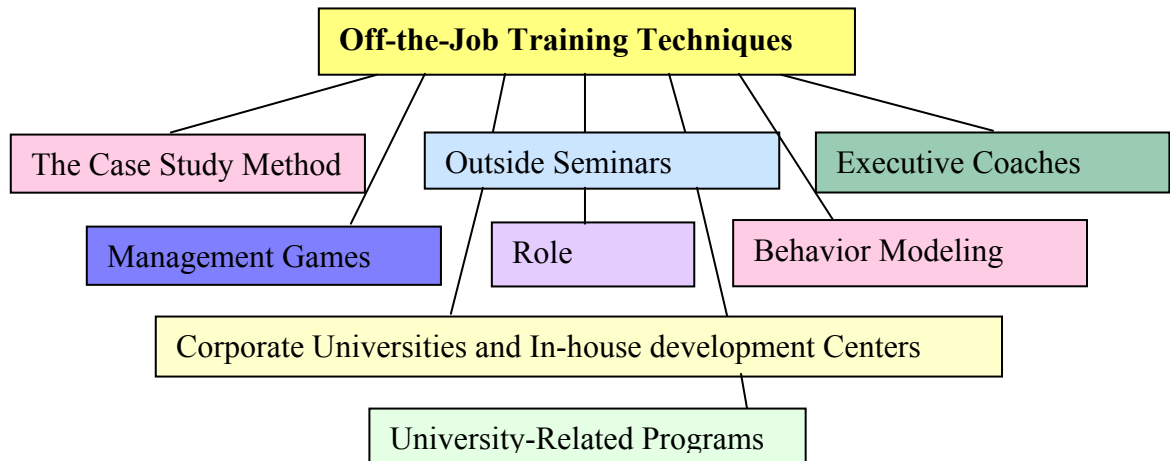 Off-the-Job Training Techniques
The Case Study Method
Outside Seminars
Executive Coaches
Management Games
Role
Behavior Modeling
Corporate Universities and In-house development Centers
University-Related Programs